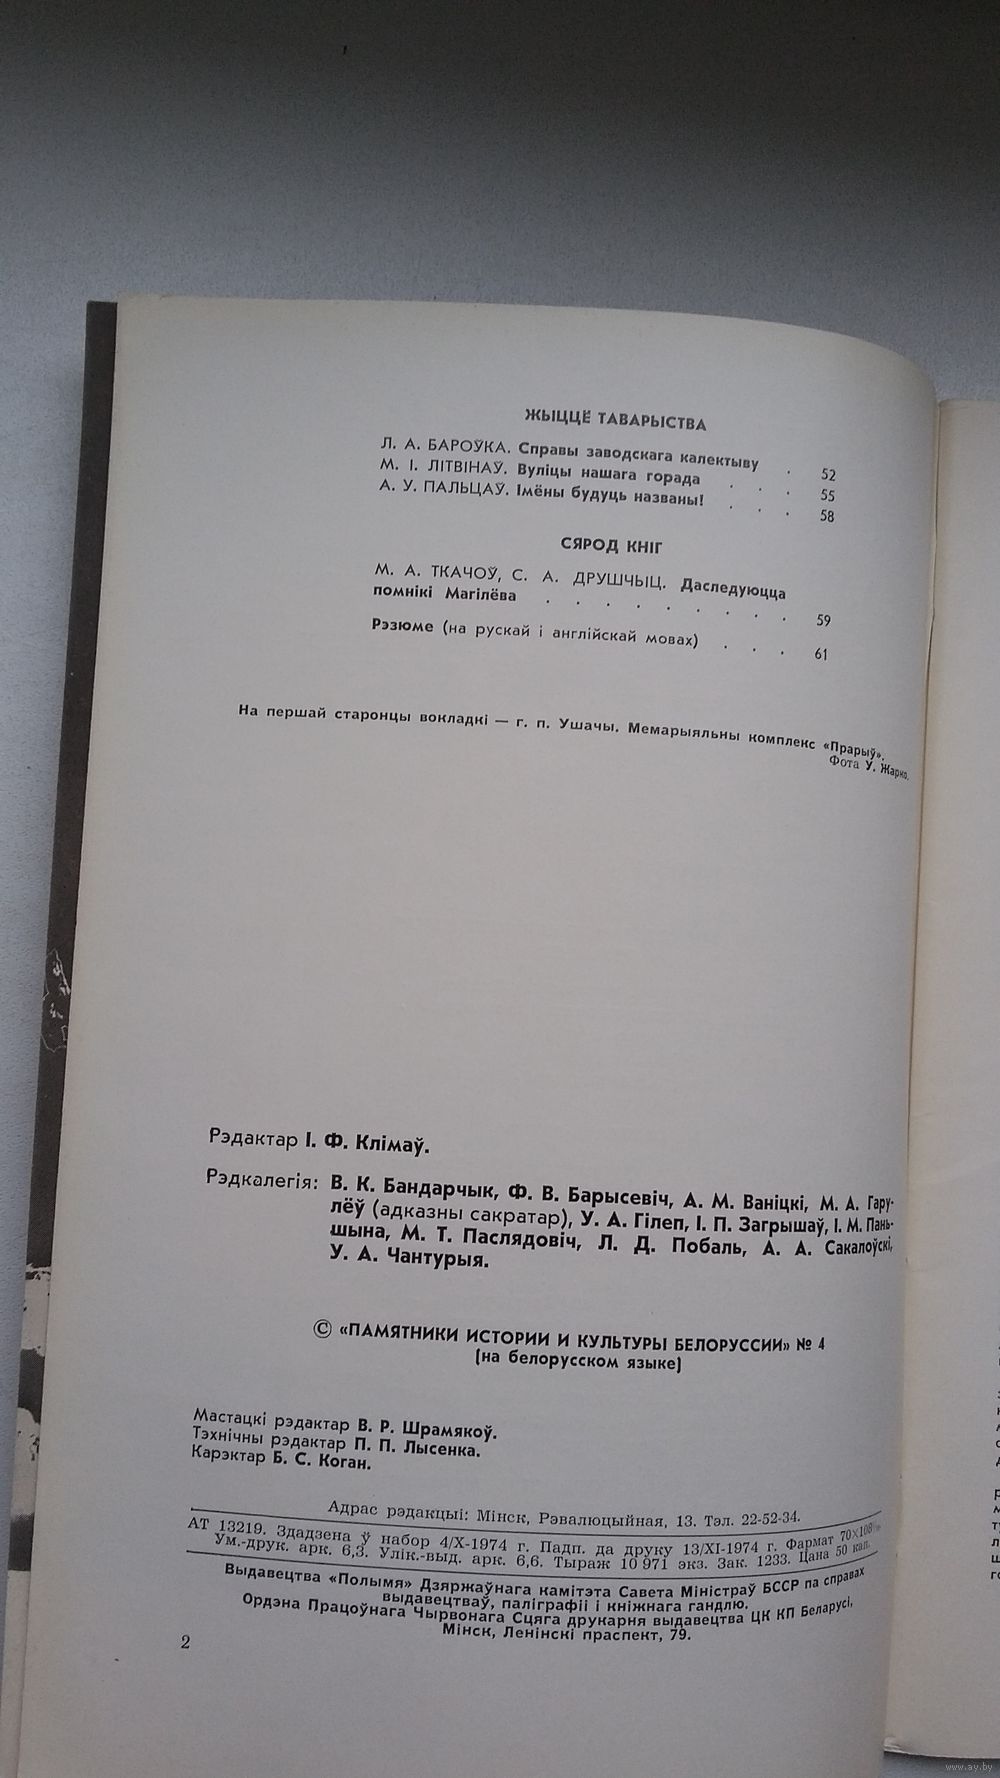 ЖЫЦЦЁ ТАВАРЫСТВА
Л. А. БАРОЎКА. Справы заводскага калектыву . 52
М. І. ЛІТВІНАЎ. Вуліцы нашага горада . . . 55
А. У. ПАЛЬЦАЎ. Імёны будуць названы! . . . 58
СЯРОД КНІГ
М. А. ТКАЧОЎ, С. А. ДРУШЧЫЦ. Даследуюцца
помнікі Магілёва . . . . . . . . . 59
Рэзюме (на рускай і англійскай мовах) . . . 61
На першай старонцы вокладкі — г. п. Ушачы. Мемарыяльны комплекс «Прарыў».
Фота У. Жарко.
Рэдактар І. Ф. Клімаў.
Рэдкалегія: В. К. Бандарчык, Ф. В. Барысевіч, А. М. Ваніцкі, М. А. Гару-
лёў (адказны сакратар), У. А. Гілеп, І. П. Загрышаў, І. М. Пань-
шына, М. Т. Паслядовіч, Л. Д. Побаль, А. А. Сакалоўскі,
У. А. Чантурыя.
© «ПАМЯТНИКИ ИСТОРИИ И КУЛЬТУРЫ БЕЛОРУССИИ» № 4
(на белорусском языке)
Мастацкі рэдактар В. Р. Шрамякоў.
Тэхнічны рэдактар П. П. Лысенка.
Карэктар Б. С. Коган.
Адрас рэдакцыі: Мінск, Рэвалюцыйная, 13. Тэл. 22-52-34.
АТ 13219. Здадзена ў набор 4/X-1974 г. Падп. да друку 13/XI-1974 г. Фармат 70×108¹/₁₆
Ум.-друк. арк. 6,3. Улік.-выд. арк. 6,6. Тыраж 10 971 экз. Зак. 1233. Цана 50 кап.
Выдавецтва «Полымя» Дзяржаўнага камітэта Савета Міністраў БССР па справах
выдавецтваў, паліграфіі і кніжнага гандлю.
Ордэна Працоўнага Чырвонага Сцяга друкарня выдавецтва ЦК КП Беларусі,
Мінск, Ленінскі праспект, 79.
2
www.ay.by